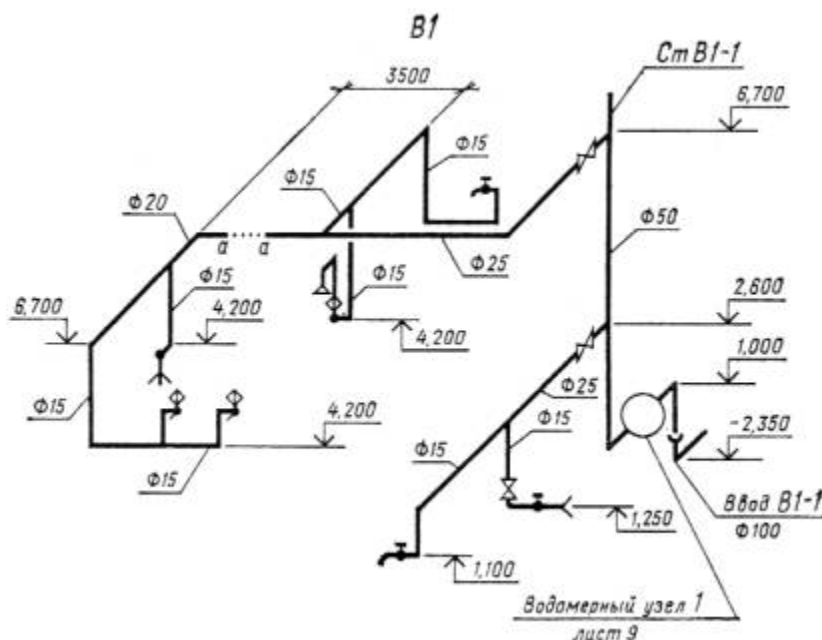 В1
Ст В1-1
3500
6,700
ф15
ф15
ф20
ф50
а
а
ф25
ф15
ф15
2,600
6,700
4,200
4,200
1,000
ф25
ф15
4,200
ф15
-2,350
ф15
ф15
Ввод В1-1
ф100
1,250
1,100
Водомерный узел 1
лист 9